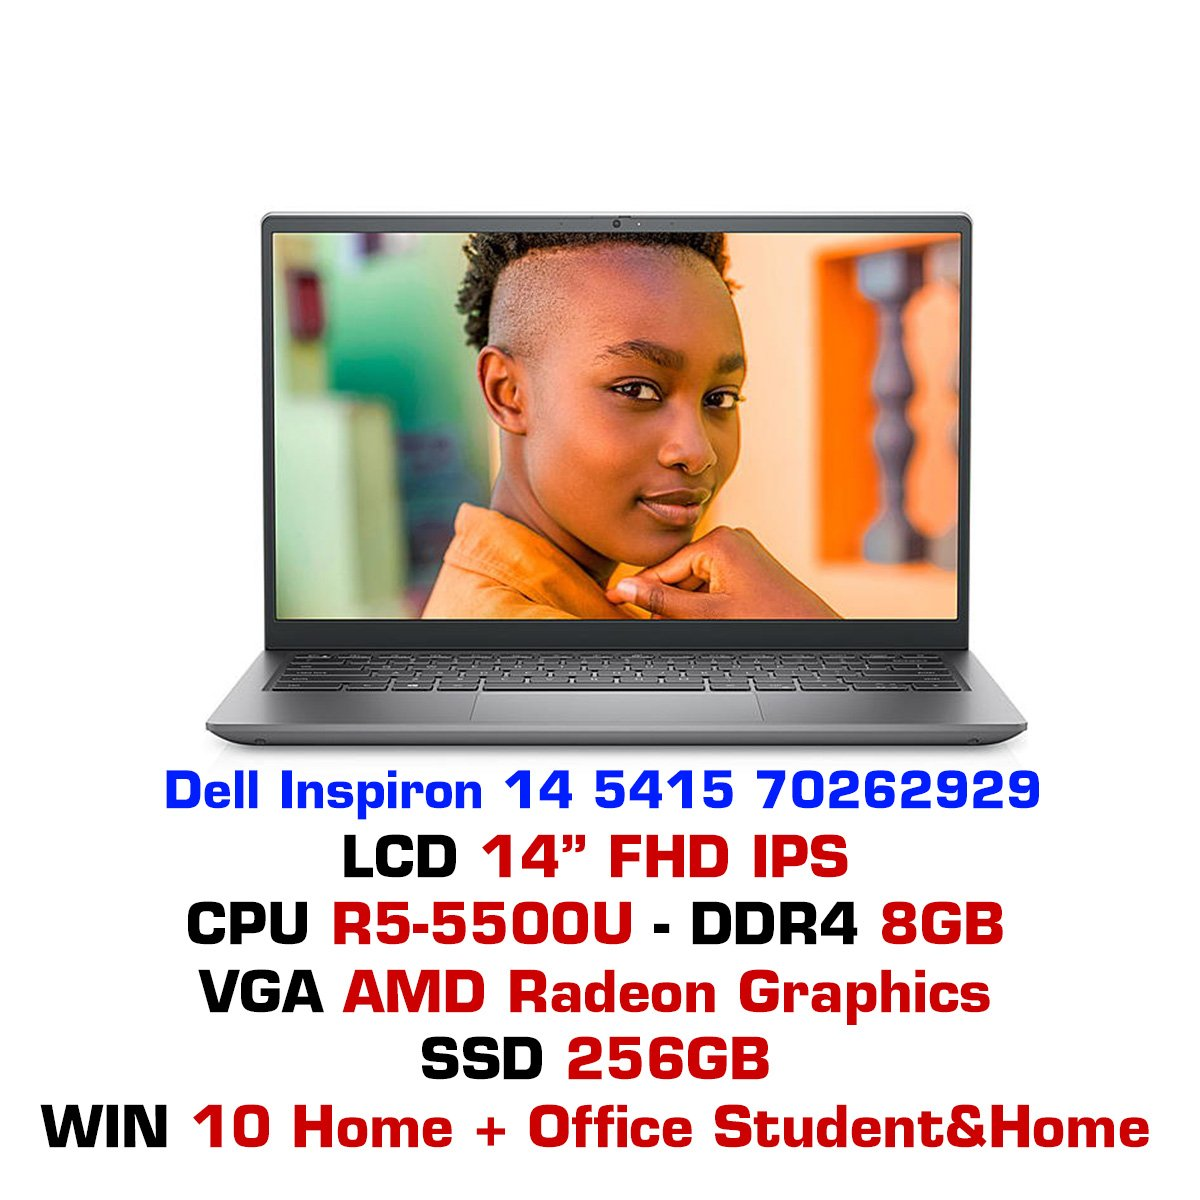 Dell Inspiron 14 5415 70262929
LCD 14” FHD IPS
CPU R5-5500U - DDR4 8GB
VGA AMD Radeon Graphics
SSD 256GB
WIN 10 Home + Office Student&Home